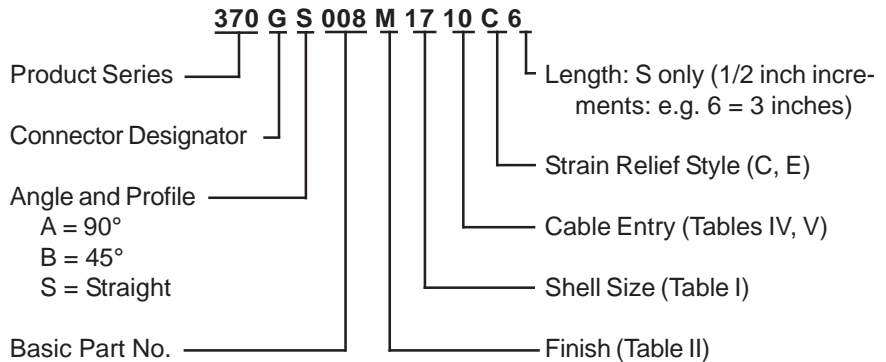 370 G S 008 M 17 10 C 6
Product Series
Connector Designator
Angle and Profile
A = 90°
B = 45°
S = Straight
Basic Part No.
Length: S only (1/2 inch incre-
ments: e.g. 6 = 3 inches)
Strain Relief Style (C, E)
Cable Entry (Tables IV, V)
Shell Size (Table I)
Finish (Table II)